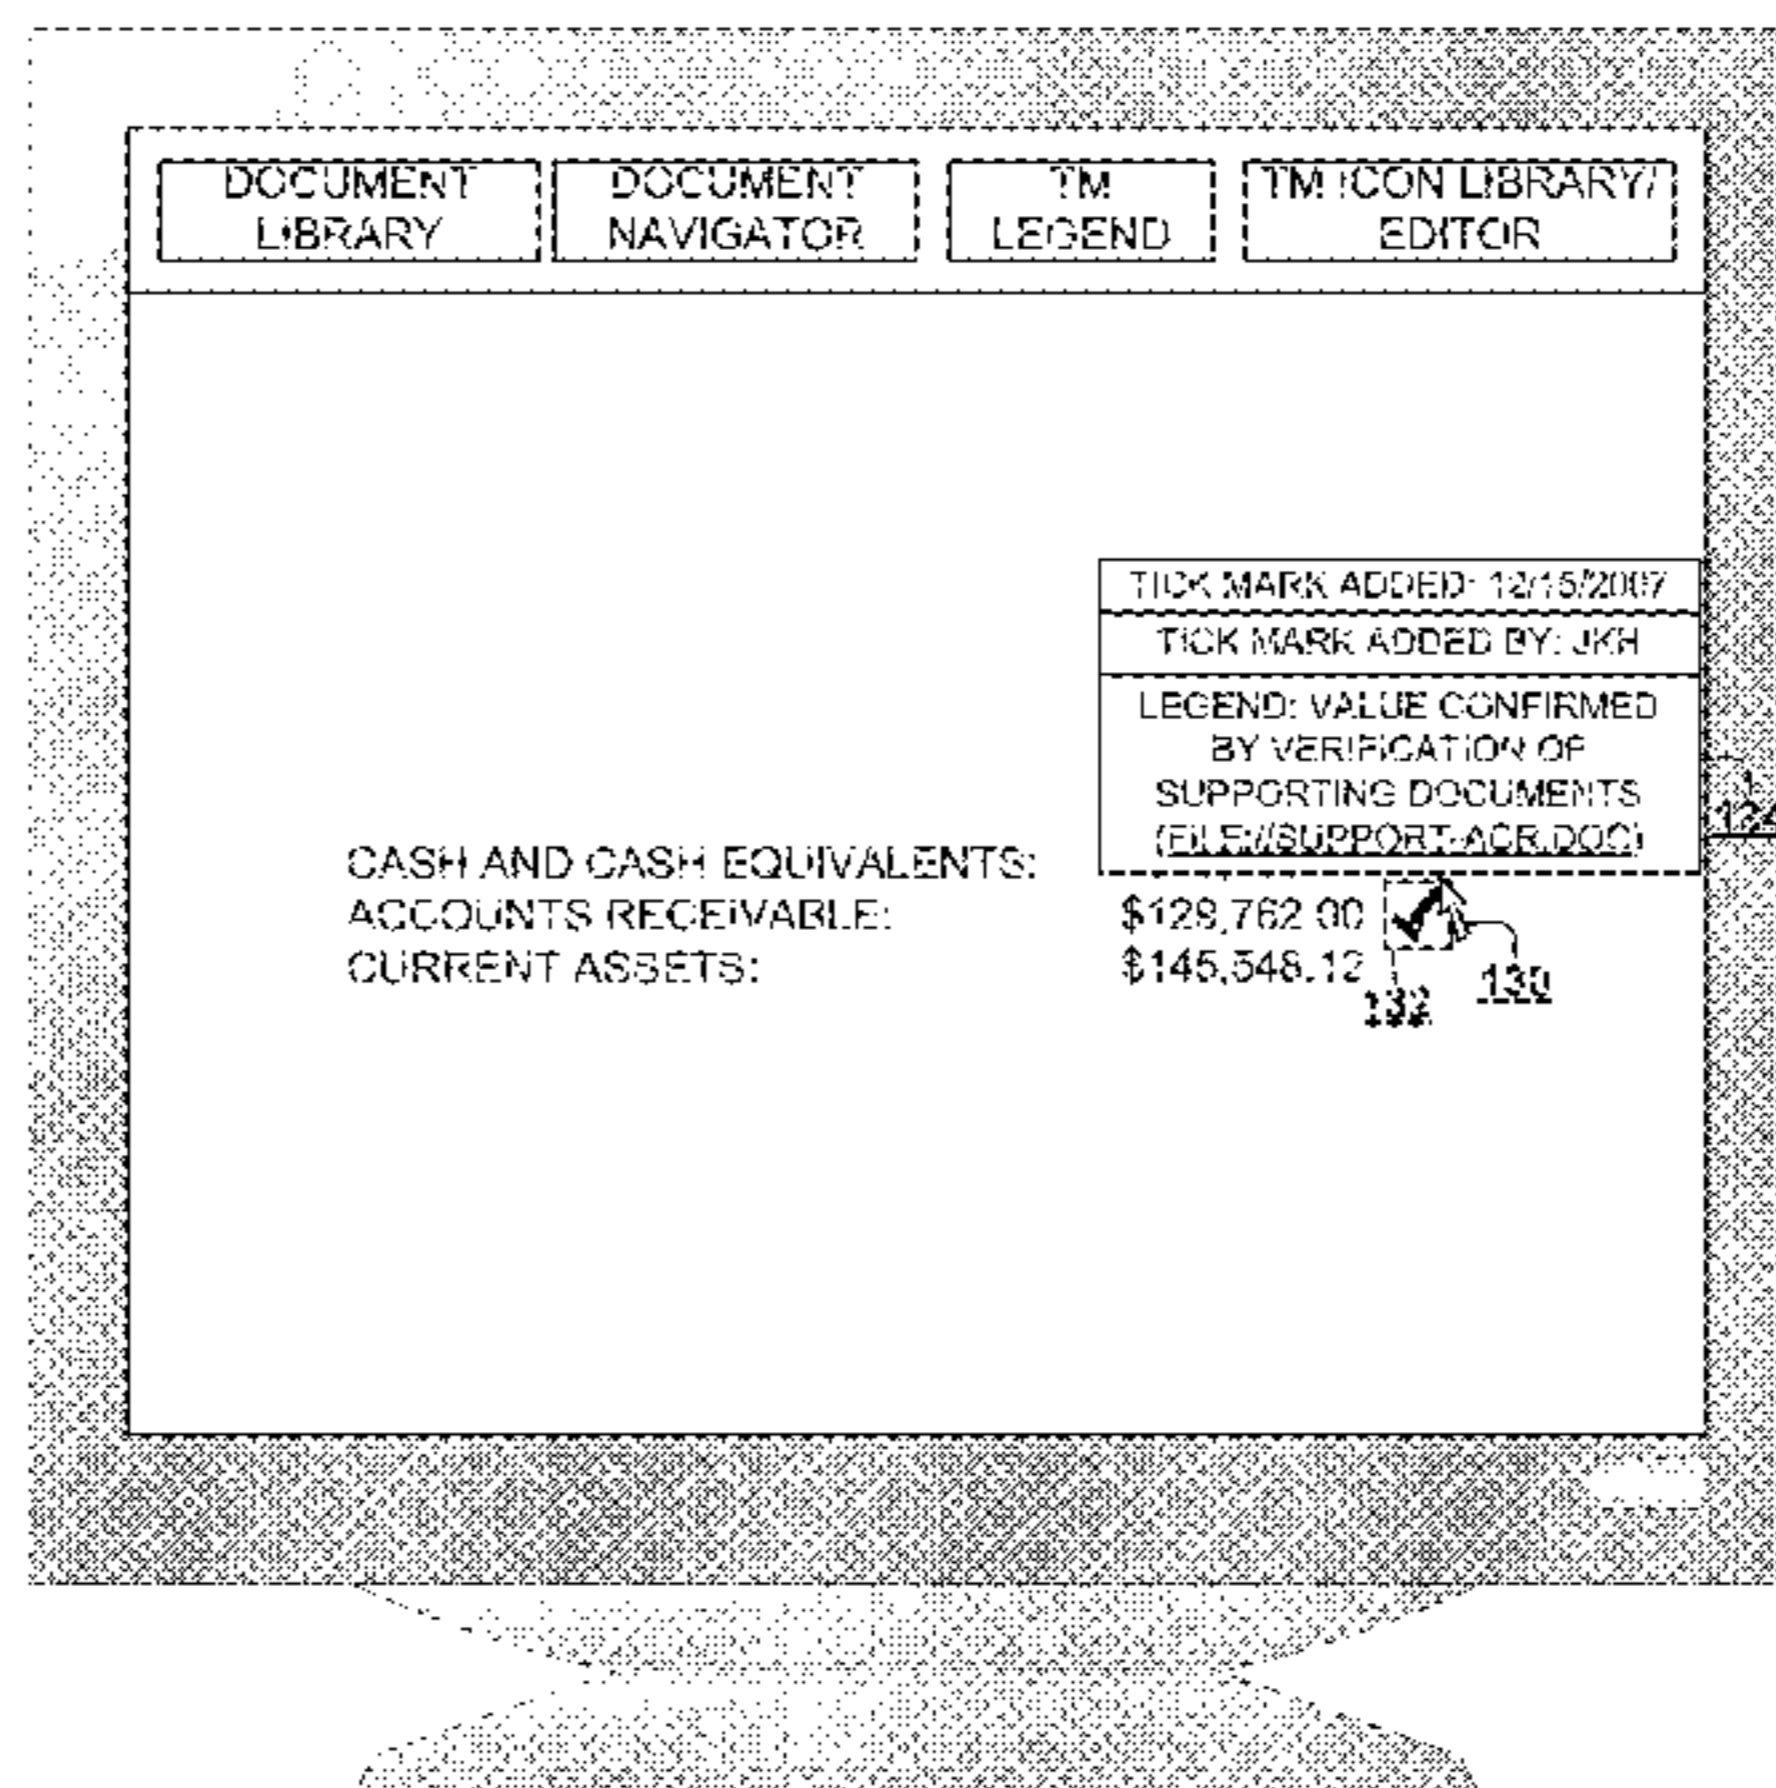 DOCUMENT
LIBRARY
DOCUMENT
NAVIGATOR
TM
LEGEND
TM ICON LIBRARY/
EDITOR
TICK MARK ADDED: 12/15/2007
TICK MARK ADDED BY: JKH
LEGEND: VALUE CONFIRMED
BY VERIFICATION OF
SUPPORTING DOCUMENTS
(FILE://SUPPORT-ACR.DOC)
CASH AND CASH EQUIVALENTS:
ACCOUNTS RECEIVABLE: $129,762.00
CURRENT ASSETS: $145,548.12
132
130
124